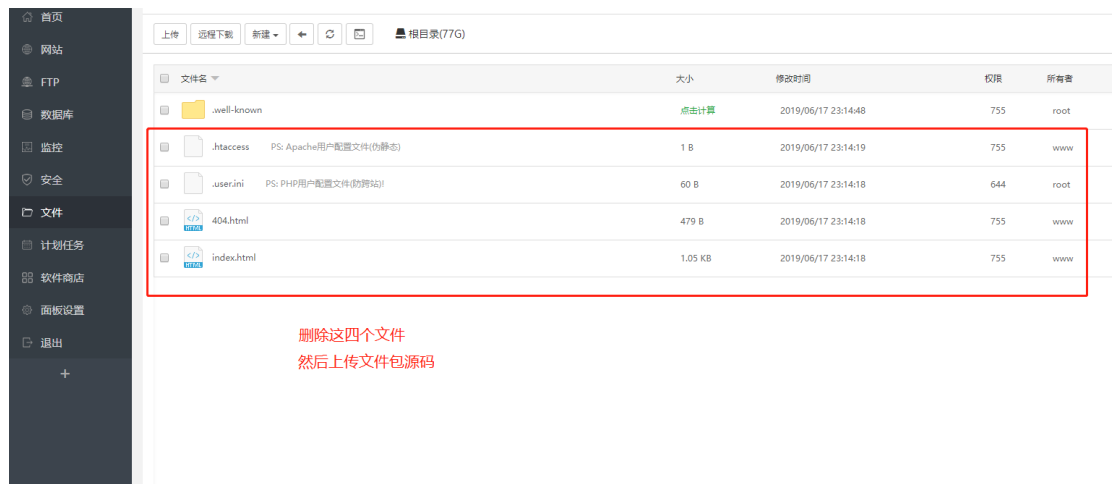 首页
网站
FTP
数据库
监控
安全
文件
计划任务
软件商店
面板设置
退出
+
上传 远程下载 新建 根目录(77G)
文件名 大小 修改时间 权限 所有者
.well-known 点击计算 2019/06/17 23:14:48 755 root
.htaccess PS: Apache用户配置文件(伪静态) 1 B 2019/06/17 23:14:19 755 www
.user.ini PS: PHP用户配置文件(防跨站)! 60 B 2019/06/17 23:14:18 644 root
</> HTML 404.html 479 B 2019/06/17 23:14:18 755 www
</> HTML index.html 1.05 KB 2019/06/17 23:14:18 755 www
删除这四个文件
然后上传文件包源码